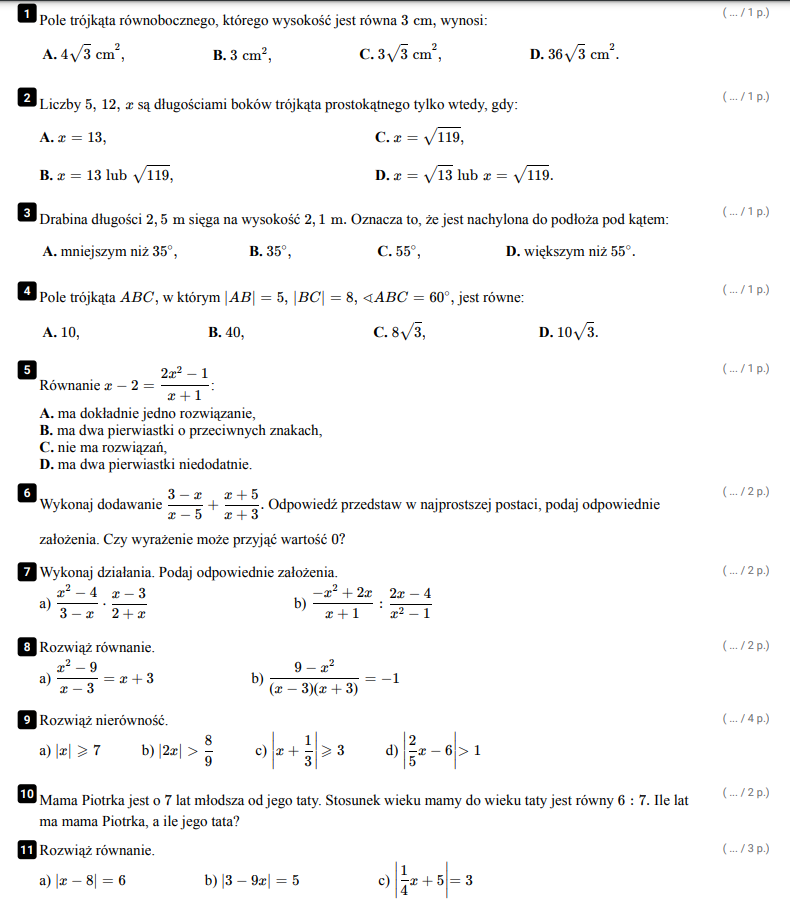 1 Pole trójkąta równobocznego, którego wysokość jest równa 3 cm, wynosi: ( ... / 1 p.)
A. 4√3 cm², B. 3 cm², C. 3√3 cm², D. 36√3 cm².
2 Liczby 5, 12, x są długościami boków trójkąta prostokątnego tylko wtedy, gdy: ( ... / 1 p.)
A. x = 13, C. x = √119,
B. x = 13 lub √119, D. x = √13 lub x = √119.
3 Drabina długości 2,5 m sięga na wysokość 2,1 m. Oznacza to, że jest nachylona do podłoża pod kątem: ( ... / 1 p.)
A. mniejszym niż 35°, B. 35°, C. 55°, D. większym niż 55°.
4 Pole trójkąta ABC, w którym |AB| = 5, |BC| = 8, ∢ABC = 60°, jest równe: ( ... / 1 p.)
A. 10, B. 40, C. 8√3, D. 10√3.
5 Równanie x − 2 = (2x² − 1)/(x + 1): ( ... / 1 p.)
A. ma dokładnie jedno rozwiązanie,
B. ma dwa pierwiastki o przeciwnych znakach,
C. nie ma rozwiązań,
D. ma dwa pierwiastki niedodatnie.
6 Wykonaj dodawanie (3 − x)/(x − 5) + (x + 5)/(x + 3). Odpowiedź przedstaw w najprostszej postaci, podaj odpowiednie ( ... / 2 p.)
założenia. Czy wyrażenie może przyjąć wartość 0?
7 Wykonaj działania. Podaj odpowiednie założenia. ( ... / 2 p.)
a) (x² − 4)/(3 − x) · (x − 3)/(2 + x) b) (−x² + 2x)/(x + 1) : (2x − 4)/(x² − 1)
8 Rozwiąż równanie. ( ... / 2 p.)
a) (x² − 9)/(x − 3) = x + 3 b) (9 − x²)/((x − 3)(x + 3)) = −1
9 Rozwiąż nierówność. ( ... / 4 p.)
a) |x| ⩾ 7 b) |2x| > 8/9 c) |x + 1/3| ⩾ 3 d) |2/5x − 6| > 1
10 Mama Piotrka jest o 7 lat młodsza od jego taty. Stosunek wieku mamy do wieku taty jest równy 6 : 7. Ile lat ( ... / 2 p.)
ma mama Piotrka, a ile jego tata?
11 Rozwiąż równanie. ( ... / 3 p.)
a) |x − 8| = 6 b) |3 − 9x| = 5 c) |1/4x + 5| = 3